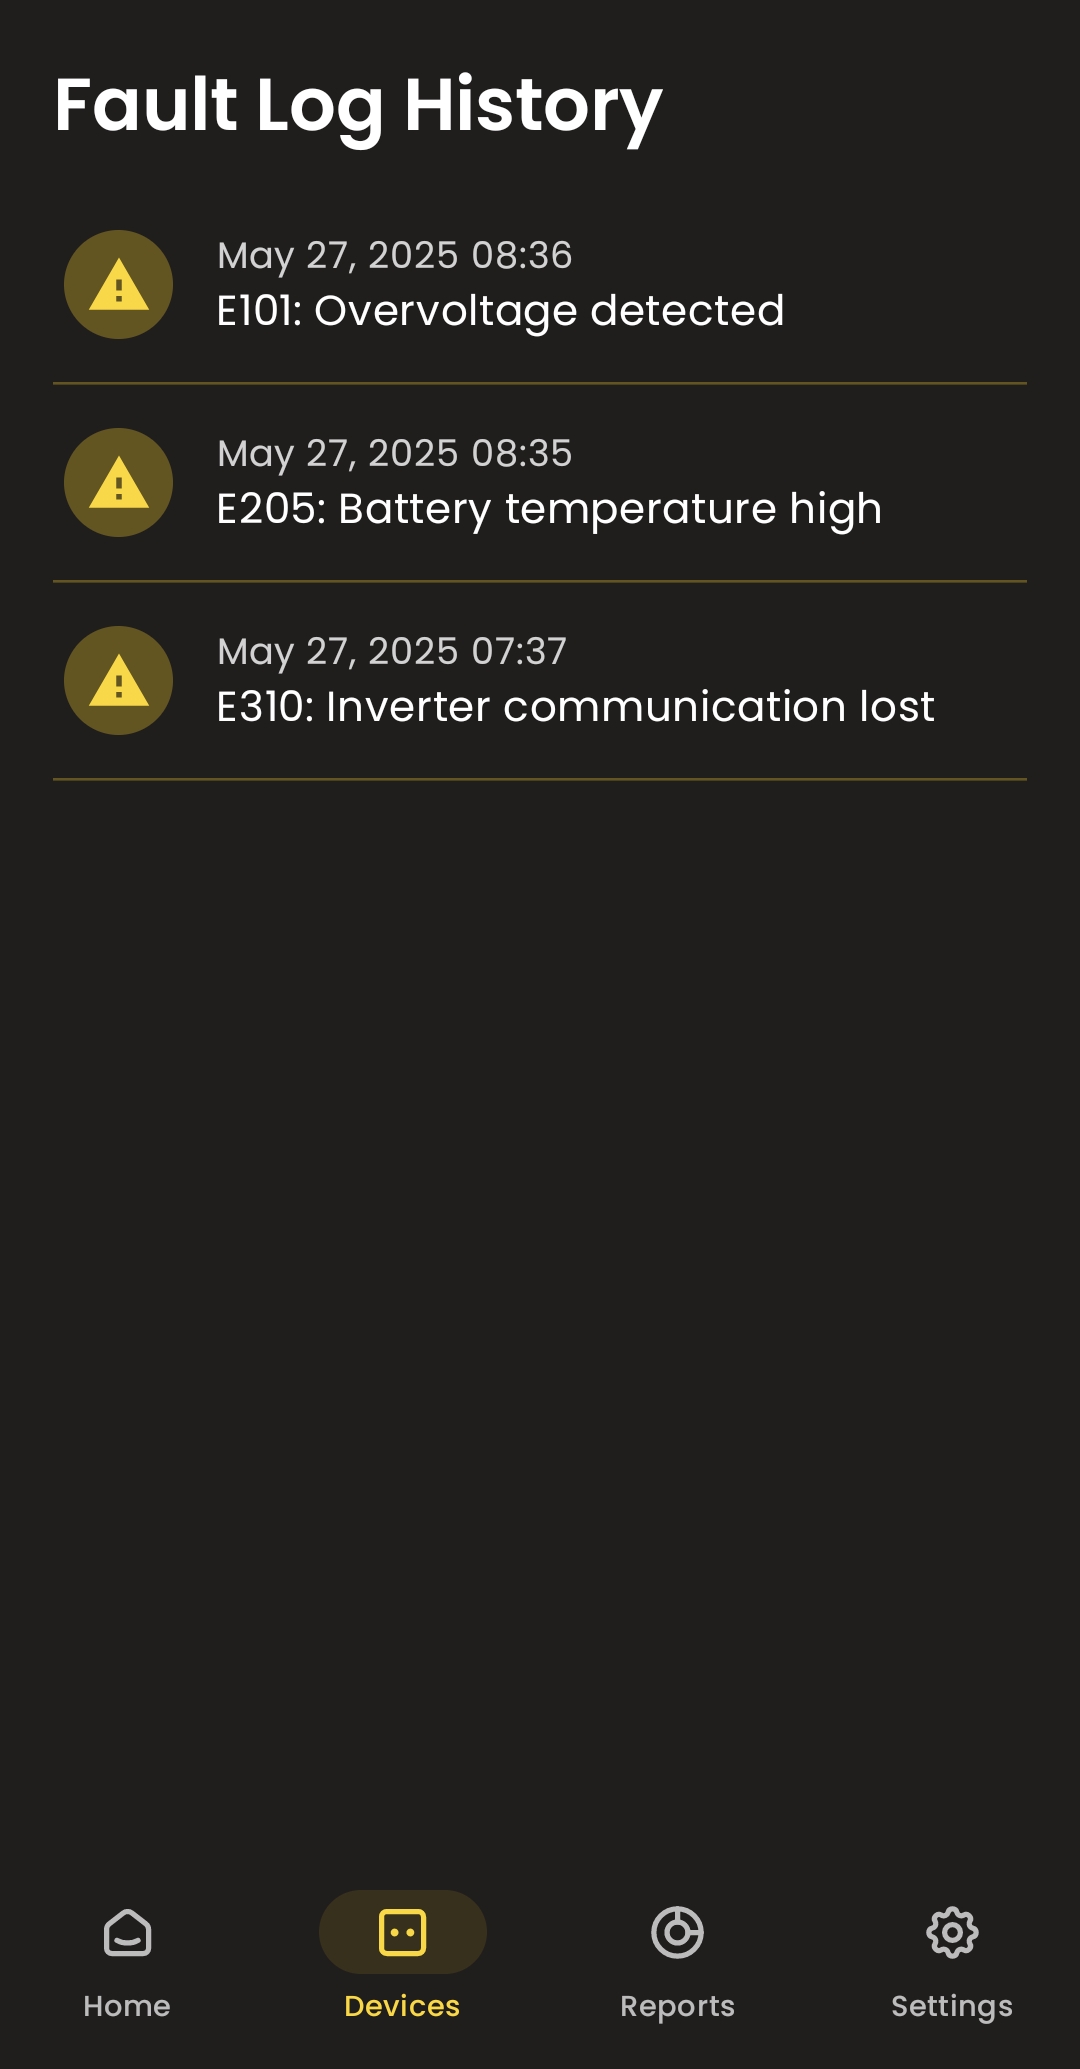 Fault Log History
May 27, 2025 08:36
E101: Overvoltage detected
May 27, 2025 08:35
E205: Battery temperature high
May 27, 2025 07:37
E310: Inverter communication lost
Home
Devices
Reports
Settings